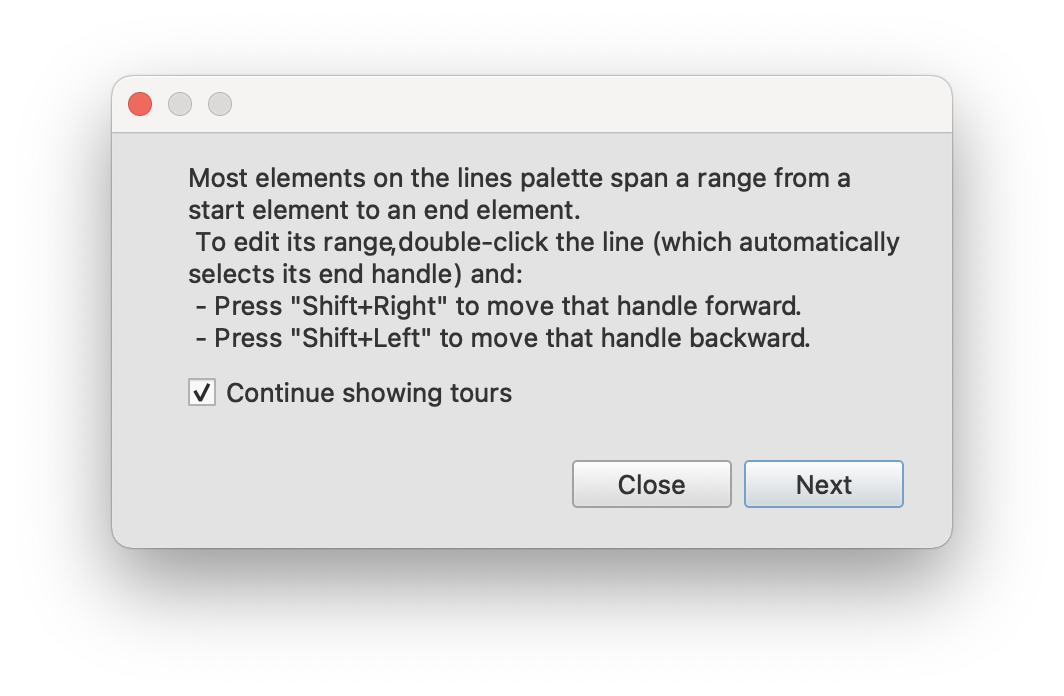 Most elements on the lines palette span a range from a
start element to an end element.
To edit its range,double-click the line (which automatically
selects its end handle) and:
- Press "Shift+Right" to move that handle forward.
- Press "Shift+Left" to move that handle backward.
Continue showing tours
Close
Next